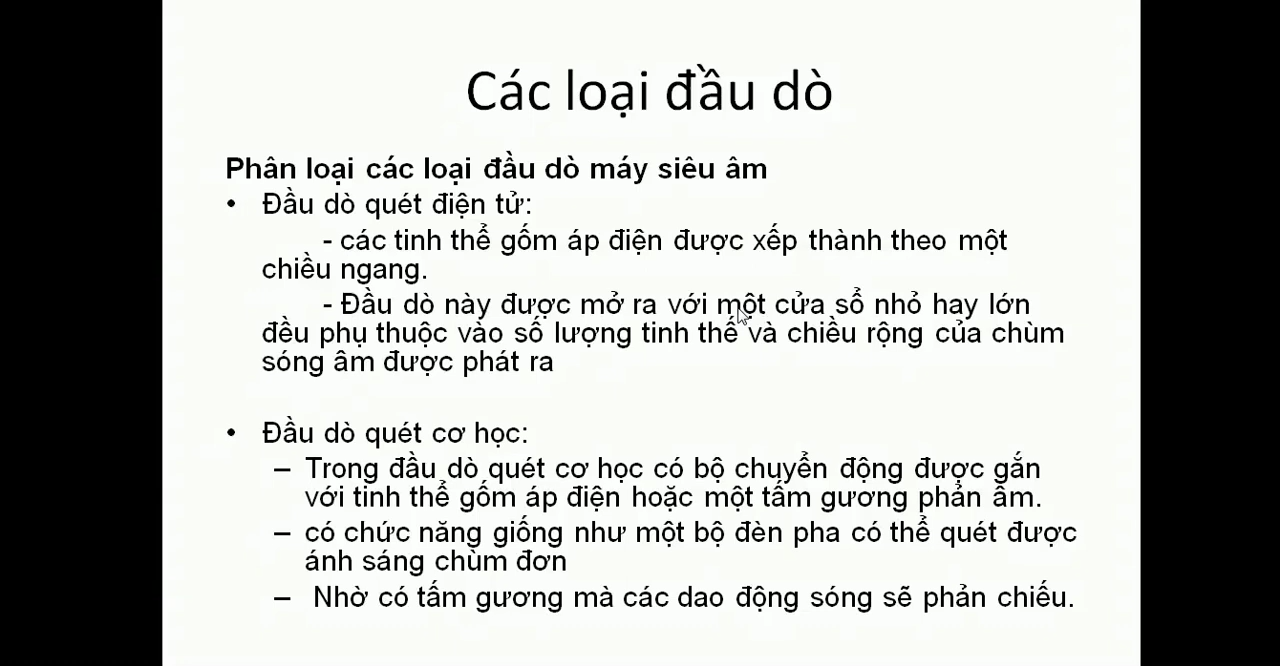 Các loại đầu dò
Phân loại các loại đầu dò máy siêu âm
• Đầu dò quét điện tử:
- các tinh thể gốm áp điện được xếp thành theo một
chiều ngang.
- Đầu dò này được mở ra với một cửa sổ nhỏ hay lớn
đều phụ thuộc vào số lượng tinh thể và chiều rộng của chùm
sóng âm được phát ra
• Đầu dò quét cơ học:
– Trong đầu dò quét cơ học có bộ chuyển động được gắn
với tinh thể gốm áp điện hoặc một tấm gương phản âm.
– có chức năng giống như một bộ đèn pha có thể quét được
ánh sáng chùm đơn
– Nhờ có tấm gương mà các dao động sóng sẽ phản chiếu.